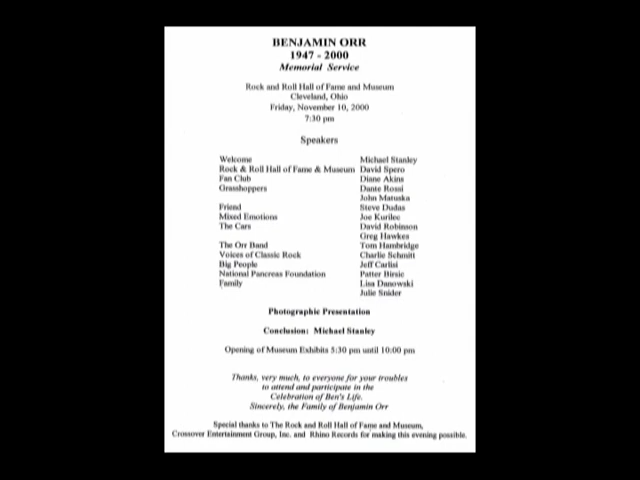 BENJAMIN ORR
1947 - 2000
Memorial Service
Rock and Roll Hall of Fame and Museum
Cleveland, Ohio
Friday, November 10, 2000
7:30 pm
Speakers
Welcome Michael Stanley
Rock & Roll Hall of Fame & Museum David Spero
Fan Club Diane Akins
Grasshoppers Dante Rossi
John Matuska
Friend Steve Dudas
Mixed Emotions Joe Kurilec
The Cars David Robinson
Greg Hawkes
The Orr Band Tom Hambridge
Voices of Classic Rock Charlie Schmitt
Big People Jeff Carlisi
National Pancreas Foundation Patter Birsic
Family Lisa Danowski
Julie Snider
Photographic Presentation
Conclusion: Michael Stanley
Opening of Museum Exhibits 5:30 pm until 10:00 pm
Thanks, very much, to everyone for your troubles
to attend and participate in the
Celebration of Ben's Life.
Sincerely, the Family of Benjamin Orr
Special thanks to The Rock and Roll Hall of Fame and Museum,
Crossover Entertainment Group, Inc. and Rhino Records for making this evening possible.